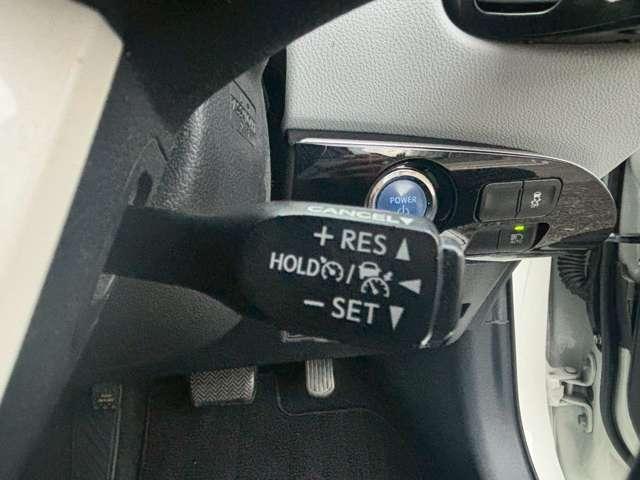 POWER
CANCEL▼
+ RES ▲
HOLD / ◀
− SET ▼